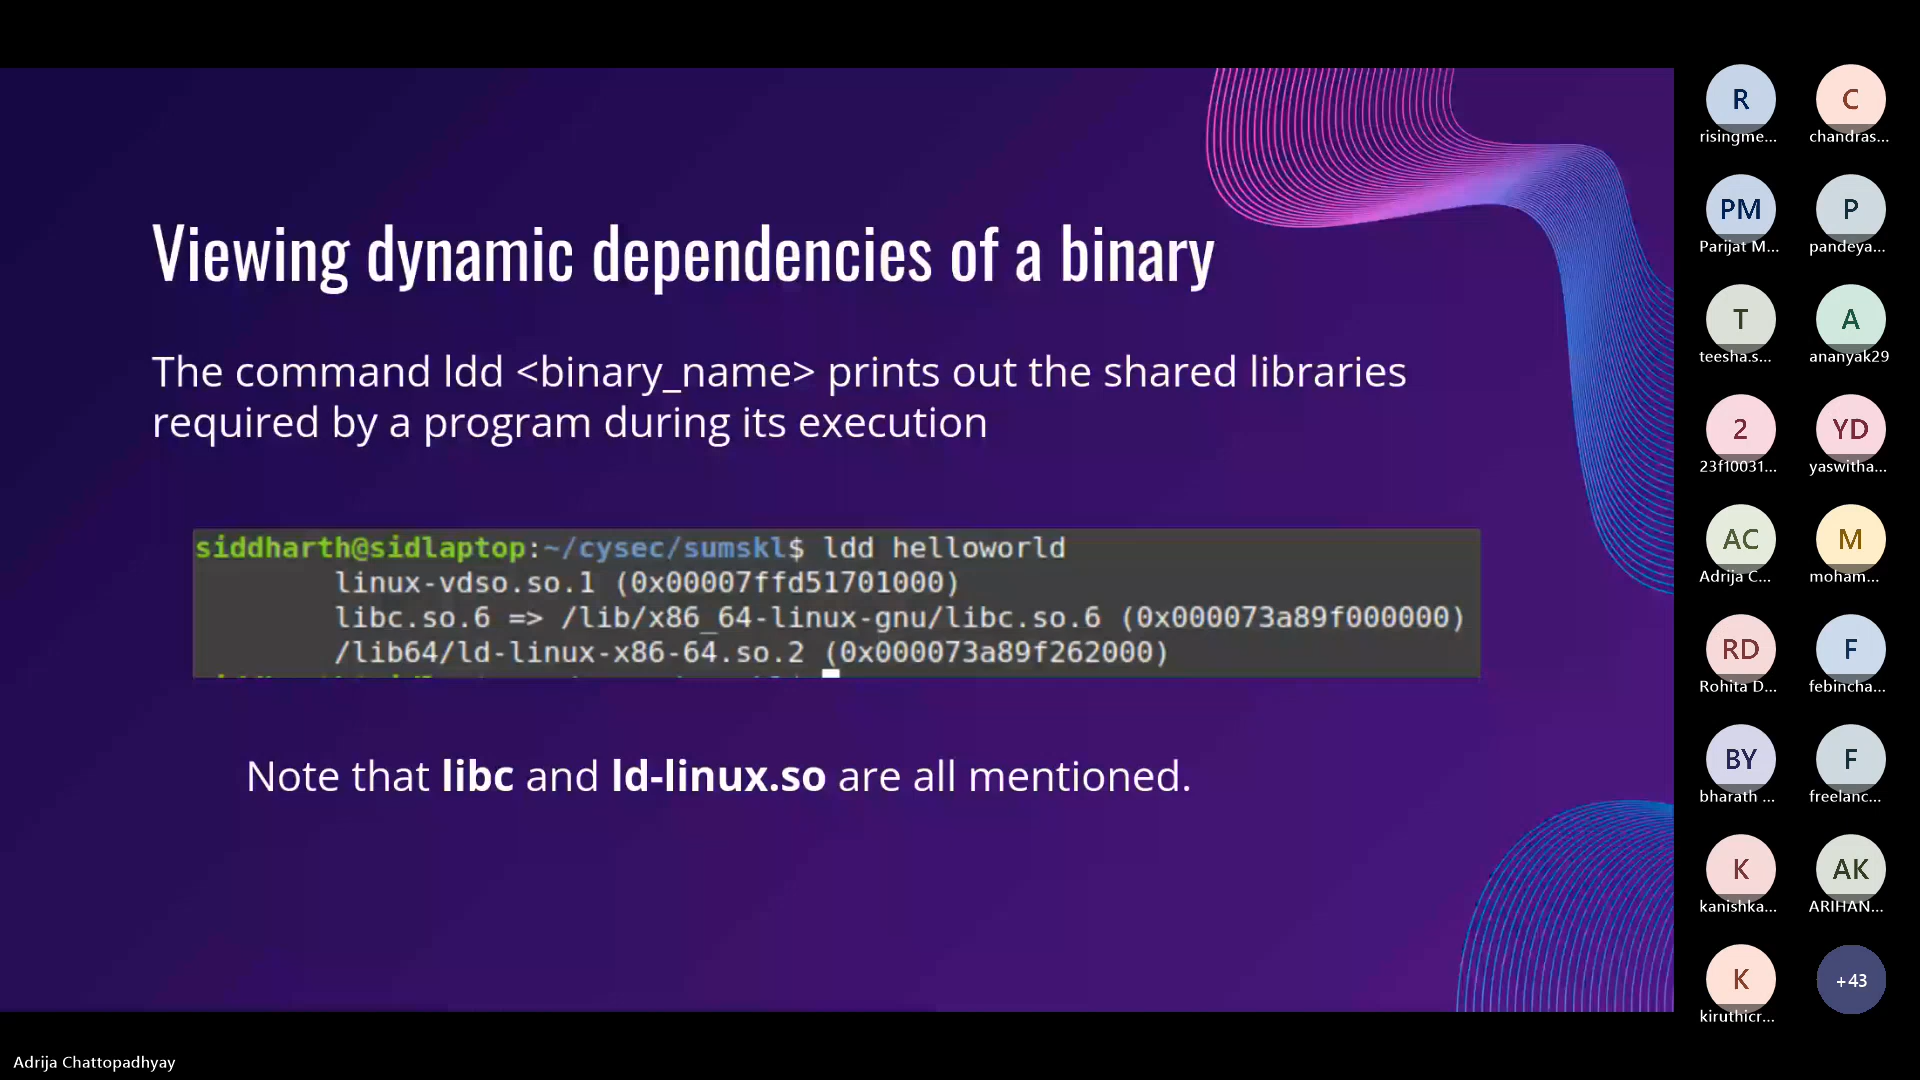 Viewing dynamic dependencies of a binary
The command ldd <binary_name> prints out the shared libraries
required by a program during its execution
siddharth@sidlaptop:~/cysec/sumskl$ ldd helloworld
linux-vdso.so.1 (0x00007ffd51701000)
libc.so.6 => /lib/x86_64-linux-gnu/libc.so.6 (0x000073a89f000000)
/lib64/ld-linux-x86-64.so.2 (0x000073a89f262000)
Note that libc and ld-linux.so are all mentioned.
R
risingme...
C
chandras...
PM
Parijat M...
P
pandeya...
T
teesha.s...
A
ananyak29
2
23f10031...
YD
yaswitha...
AC
Adrija C...
M
moham...
RD
Rohita D...
F
febincha...
BY
bharath ...
F
freelanc...
K
kanishka...
AK
ARIHAN...
K
kiruthicr...
+43
Adrija Chattopadhyay